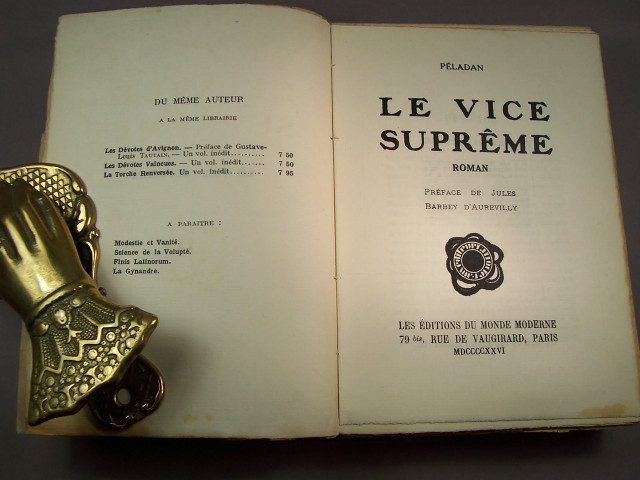 DU MÊME AUTEUR
A LA MÊME LIBRAIRIE
Les Dévotes d'Avignon. — Préface de Gustave-
Louis TAUTAIN. — Un vol. inédit.......... 7 50
Les Dévotes Vaincues. — Un vol. inédit....... 7 50
La Torche Renversée. Un vol. inédit......... 7 95
A PARAITRE :
Modestie et Vanité.
Science de la Volupté.
Finis Latinorum.
La Gynandre.
PÉLADAN
LE VICE
SUPRÊME
ROMAN
PRÉFACE DE JULES
BARBEY D'AUREVILLY
LES ÉDITIONS DU MONDE MODERNE
79 bis, RUE DE VAUGIRARD, PARIS
MDCCCCXXVI